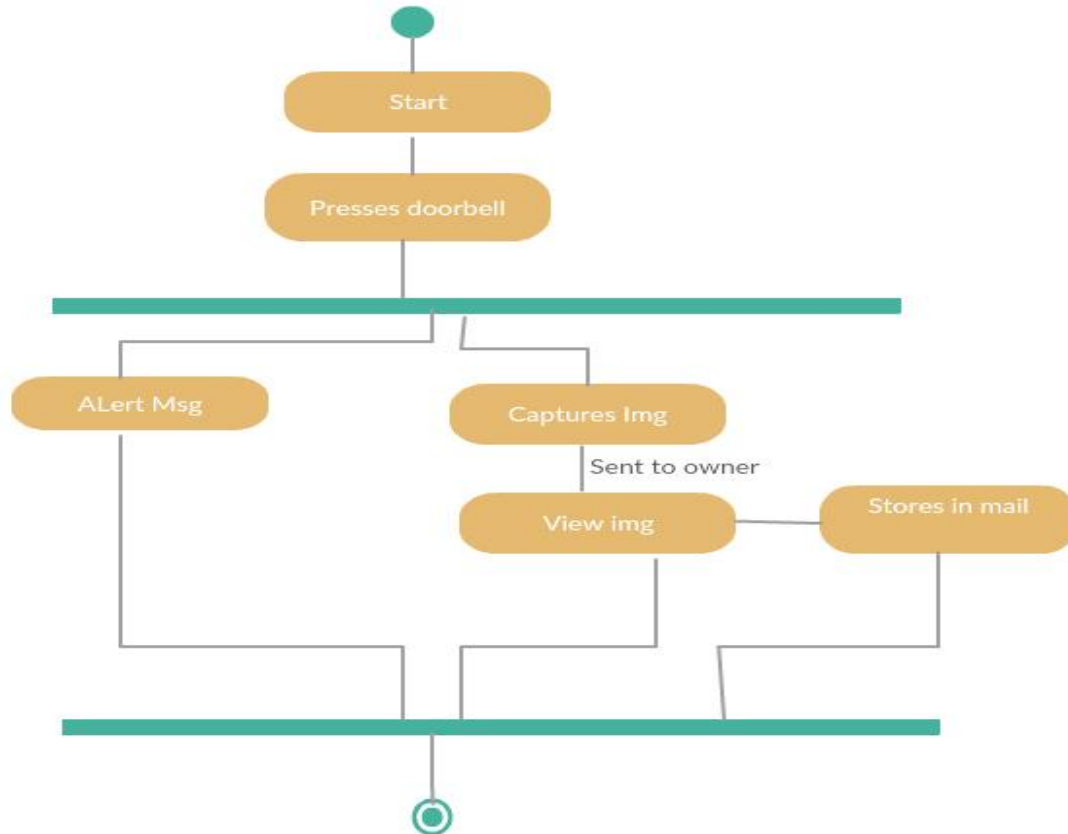 Start
Presses doorbell
ALert Msg
Captures Img
Sent to owner
View img
Stores in mail